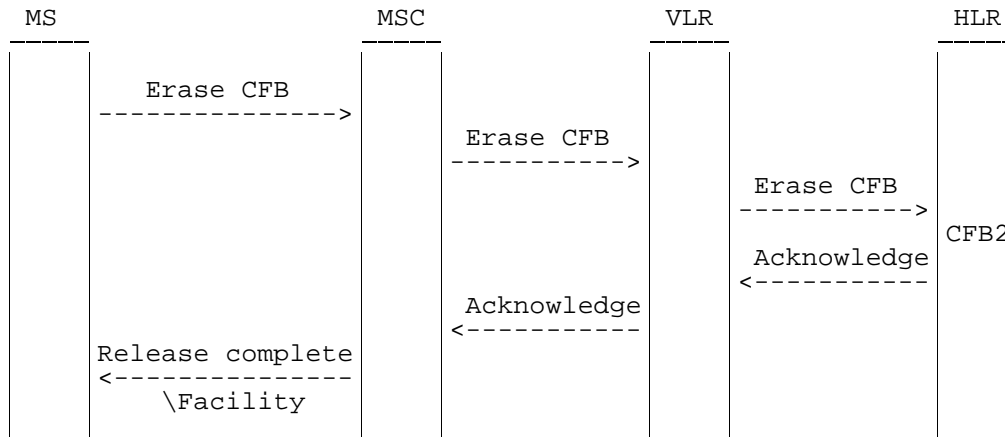 MS MSC VLR HLR
Erase CFB
Erase CFB
Erase CFB
CFB2
Acknowledge
Acknowledge
Release complete
\Facility